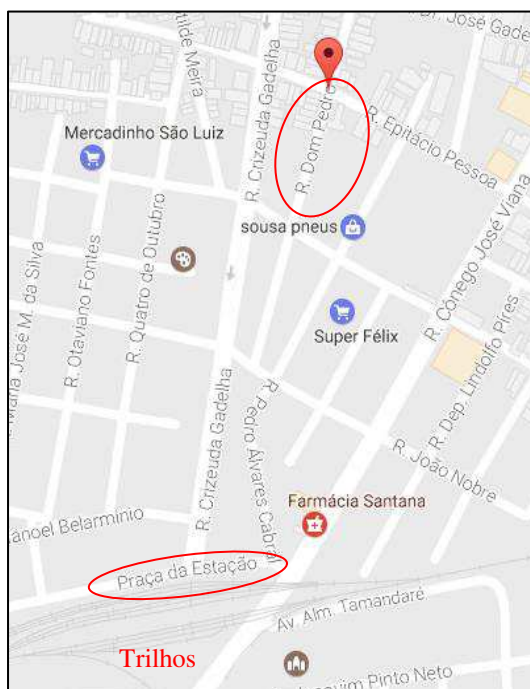 r. José Gade
tilde Meira
R. Crizeuda Gadelha
R. Dom Pedro
R. Epitácio Pessoa
Mercadinho São Luiz
sousa pneus
R. Cônego José Viana
Maria José M. da Silva
R. Otaviano Fontes
R. Quatro de Outubro
Super Félix
R. Dep. Lindolfo Pires
R. Pedro Álvares Cabral
R. João Nobre
R. Crizeuda Gadelha
Farmácia Santana
anoel Belarmínio
Praça da Estação
Av. Alm. Tamandaré
Trilhos
aquim Pinto Neto